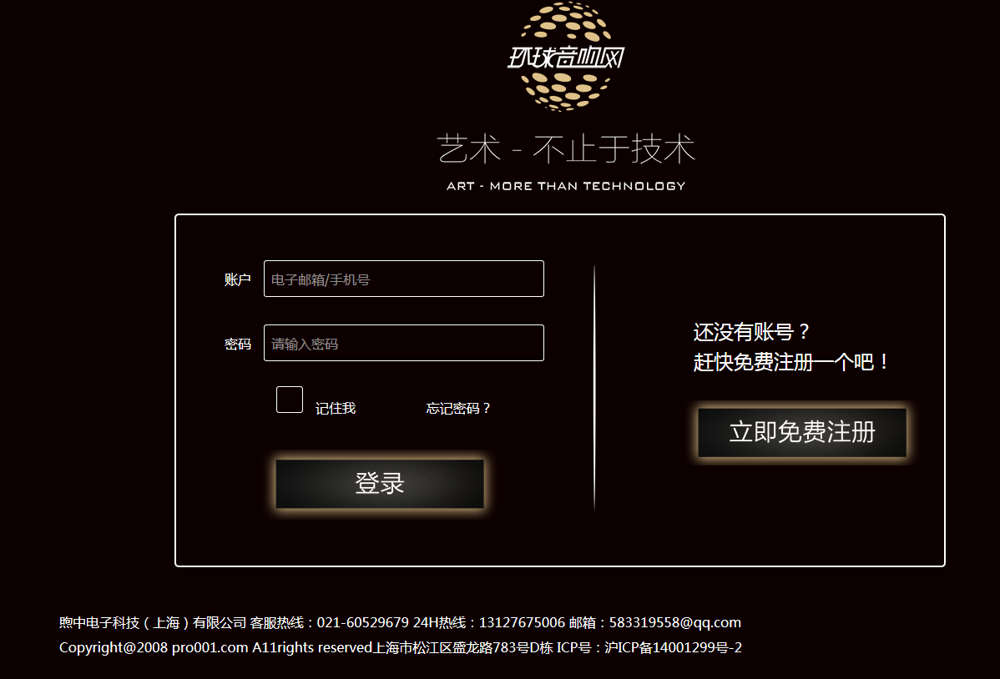 环球音响网
艺术 - 不止于技术
ART - MORE THAN TECHNOLOGY
账户 电子邮箱/手机号
密码 请输入密码
记住我 忘记密码？
登录
还没有账号？
赶快免费注册一个吧！
立即免费注册
煦中电子科技（上海）有限公司 客服热线：021-60529679 24H热线：13127675006 邮箱：583319558@qq.com
Copyright@2008 pro001.com A11rights reserved上海市松江区盛龙路783号D栋 ICP号：沪ICP备14001299号-2